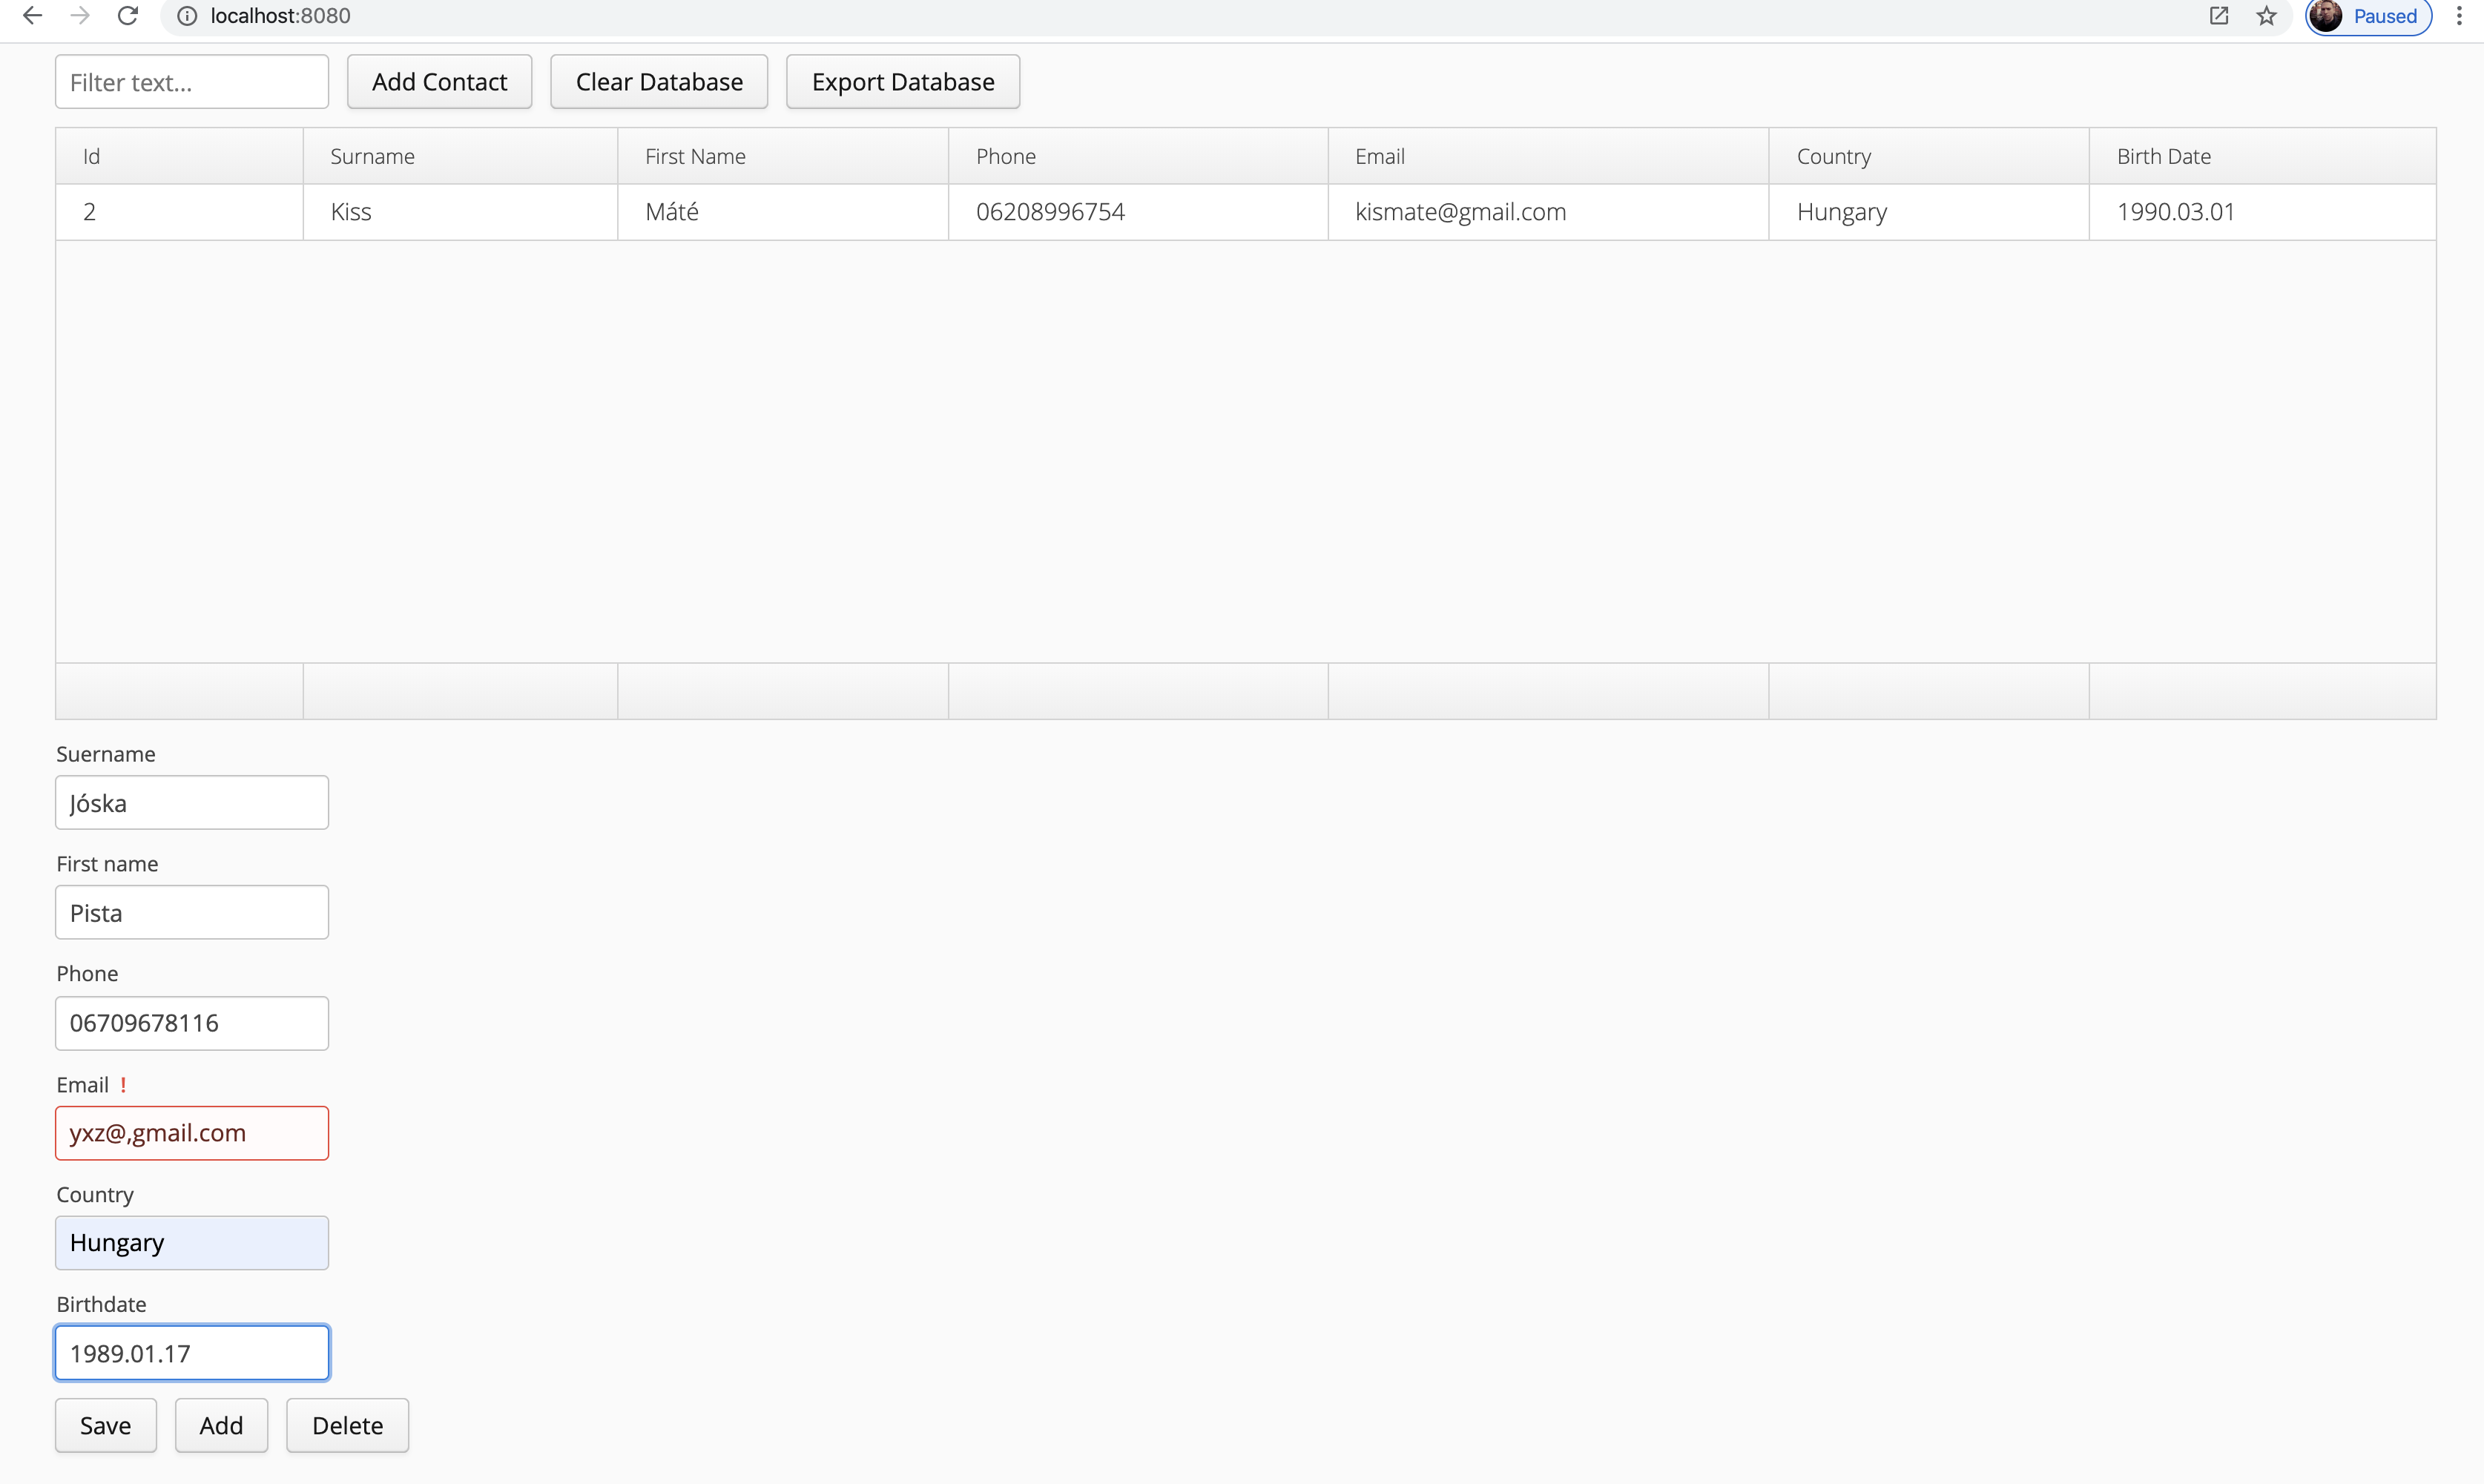 localhost:8080 Paused
Filter text... Add Contact Clear Database Export Database
Id Surname First Name Phone Email Country Birth Date
2 Kiss Máté 06208996754 kismate@gmail.com Hungary 1990.03.01
Suername
Jóska
First name
Pista
Phone
06709678116
Email !
yxz@,gmail.com
Country
Hungary
Birthdate
1989.01.17
Save Add Delete